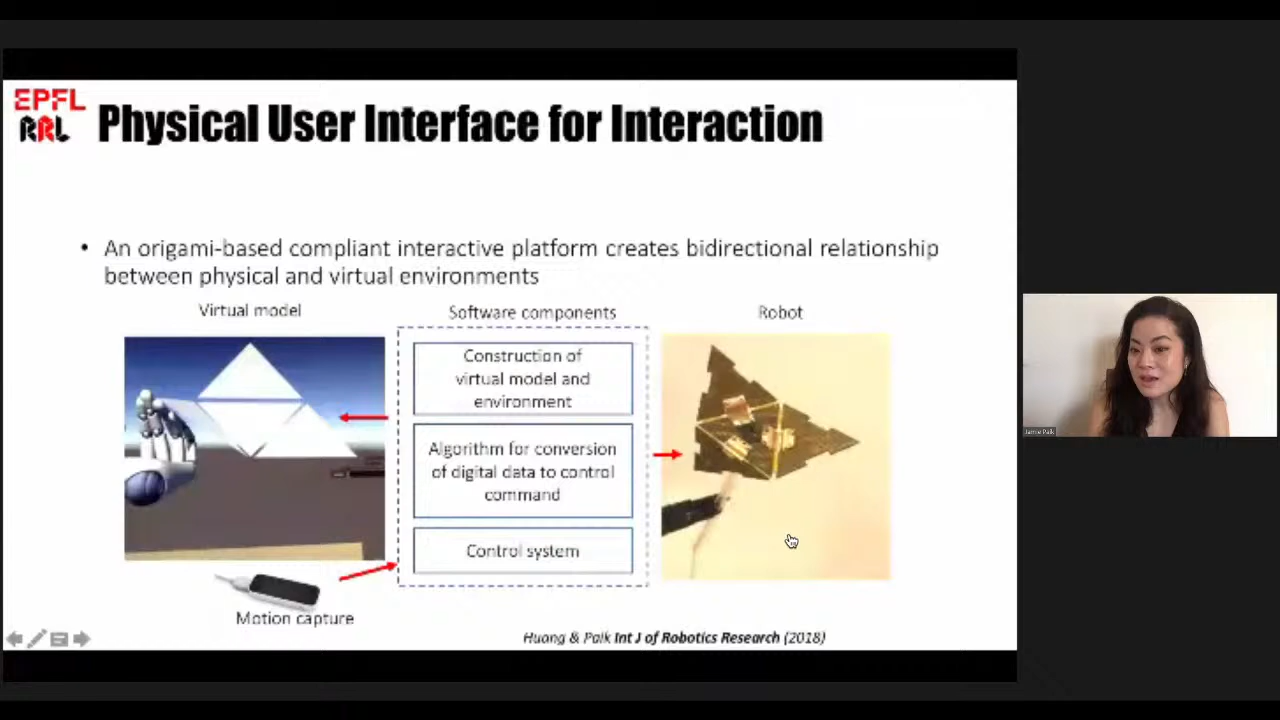 EPFL
RRL
Physical User Interface for Interaction
• An origami-based compliant interactive platform creates bidirectional relationship
between physical and virtual environments
Virtual model
Software components
Robot
Construction of
virtual model and
environment
Algorithm for conversion
of digital data to control
command
Control system
Motion capture
Huang & Paik Int J of Robotics Research (2018)
Jamie Paik